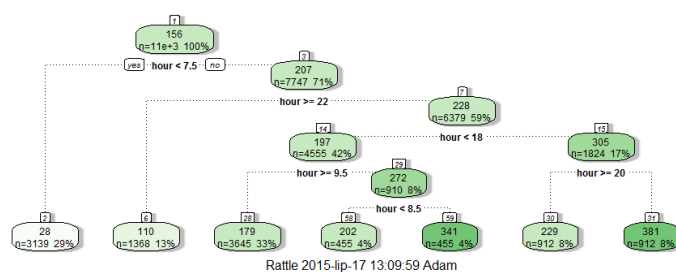 1
156
n=11e+3 100%
yes hour < 7.5 no
3
207
n=7747 71%
hour >= 22
7
228
n=6379 59%
hour < 18
14
197
n=4555 42%
15
305
n=1824 17%
hour >= 9.5
29
272
n=910 8%
hour >= 20
hour < 8.5
2
28
n=3139 29%
6
110
n=1368 13%
28
179
n=3645 33%
58
202
n=455 4%
59
341
n=455 4%
30
229
n=912 8%
31
381
n=912 8%
Rattle 2015-lip-17 13:09:59 Adam